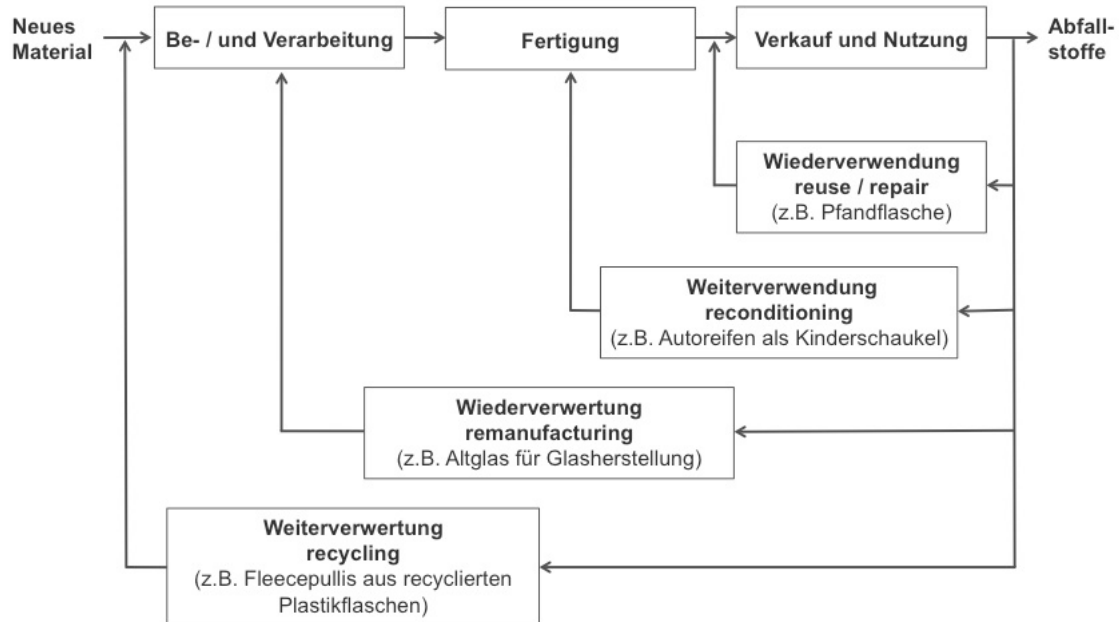 Neues
Material
Be- / und Verarbeitung
Fertigung
Verkauf und Nutzung
Abfall-
stoffe
Wiederverwendung
reuse / repair
(z.B. Pfandflasche)
Weiterverwendung
reconditioning
(z.B. Autoreifen als Kinderschaukel)
Wiederverwertung
remanufacturing
(z.B. Altglas für Glasherstellung)
Weiterverwertung
recycling
(z.B. Fleecepullis aus recyclierten
Plastikflaschen)